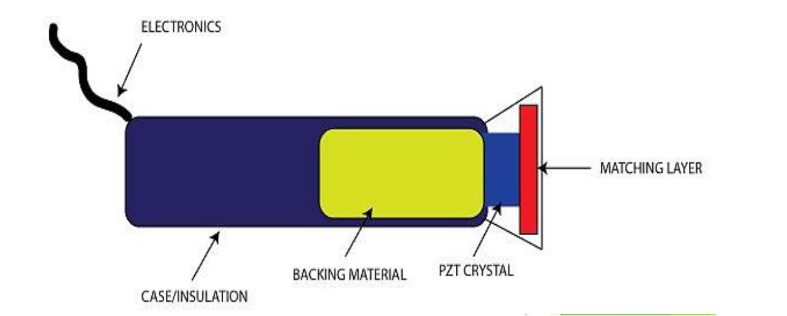 ELECTRONICS
MATCHING LAYER
BACKING MATERIAL
PZT CRYSTAL
CASE/INSULATION